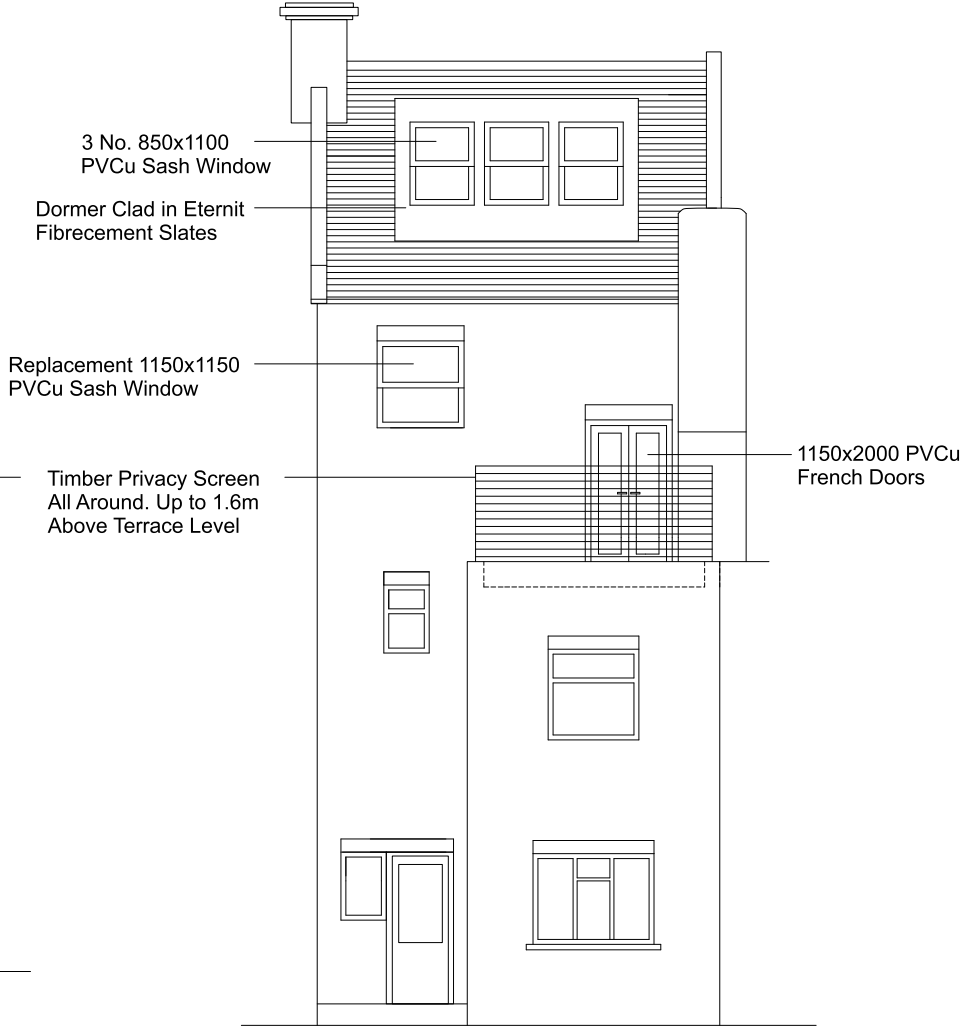 3 No. 850x1100
PVCu Sash Window
Dormer Clad in Eternit
Fibrecement Slates
Replacement 1150x1150
PVCu Sash Window
Timber Privacy Screen
All Around. Up to 1.6m
Above Terrace Level
1150x2000 PVCu
French Doors